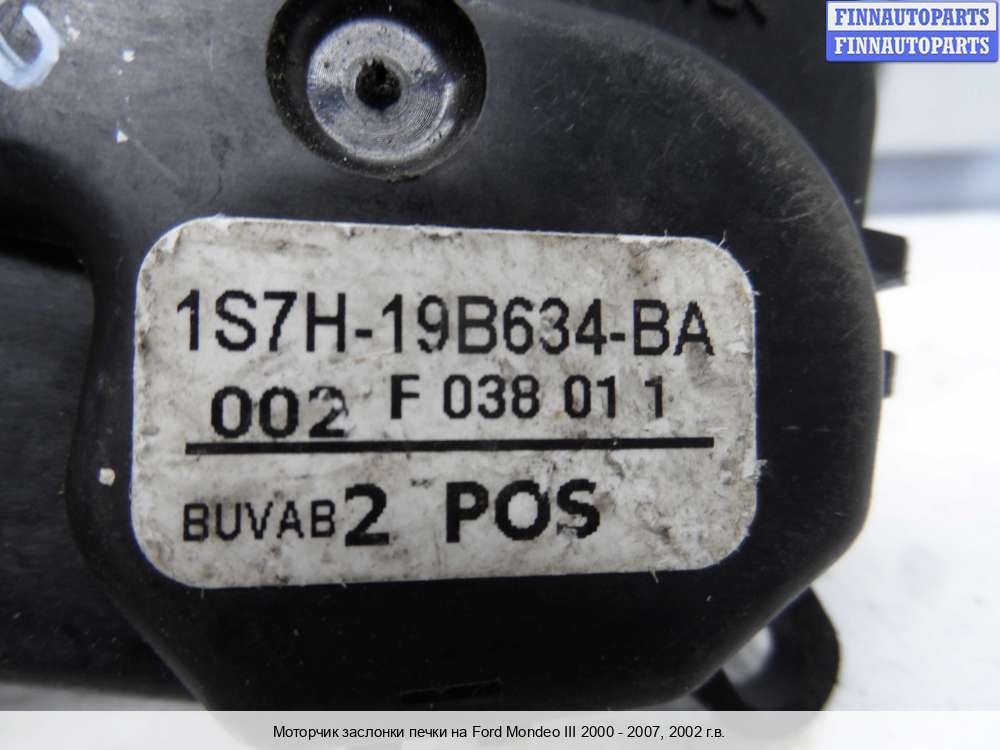 FINNAUTOPARTS
FINNAUTOPARTS
1S7H-19B634-BA
002 F 038 01 1
BUVAB2 POS
Моторчик заслонки печки на Ford Mondeo III 2000 - 2007, 2002 г.в.